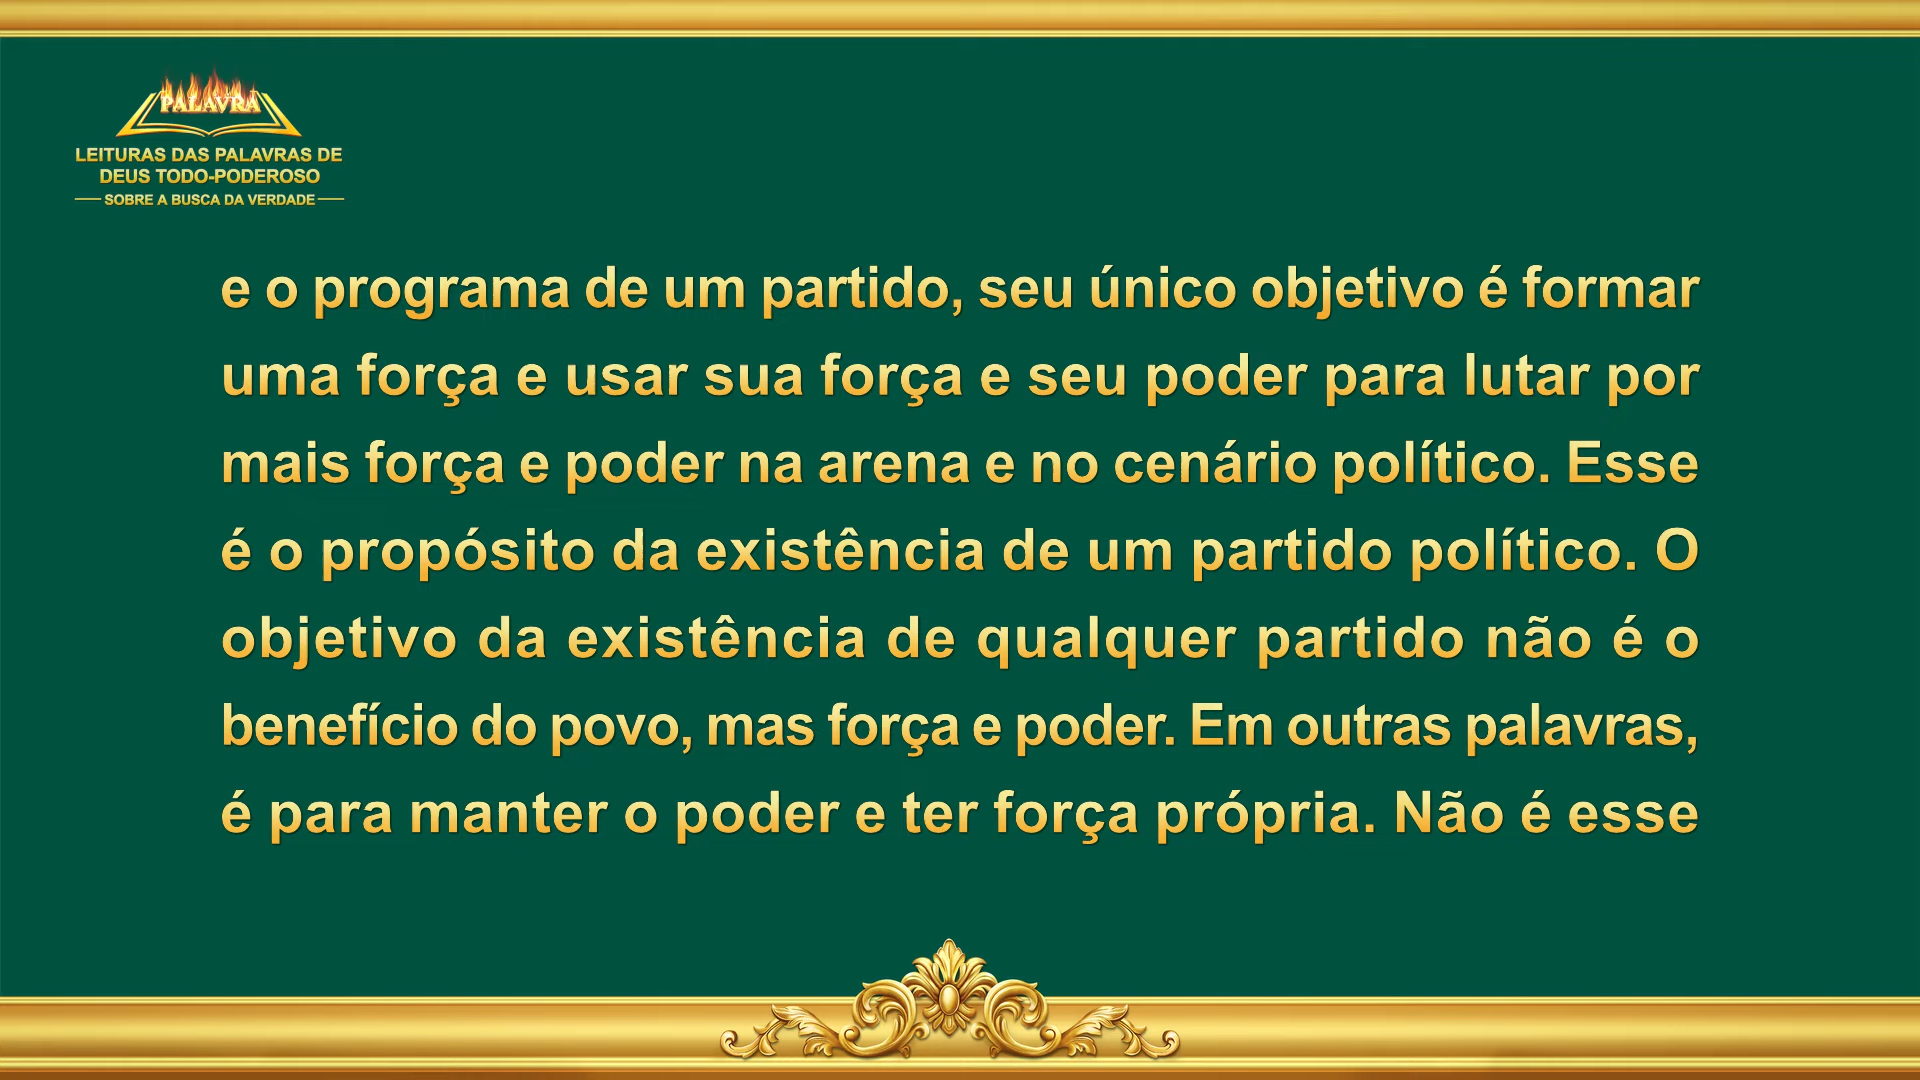 PALAVRA
LEITURAS DAS PALAVRAS DE
DEUS TODO-PODEROSO
SOBRE A BUSCA DA VERDADE
e o programa de um partido, seu único objetivo é formar
uma força e usar sua força e seu poder para lutar por
mais força e poder na arena e no cenário político. Esse
é o propósito da existência de um partido político. O
objetivo da existência de qualquer partido não é o
benefício do povo, mas força e poder. Em outras palavras,
é para manter o poder e ter força própria. Não é esse